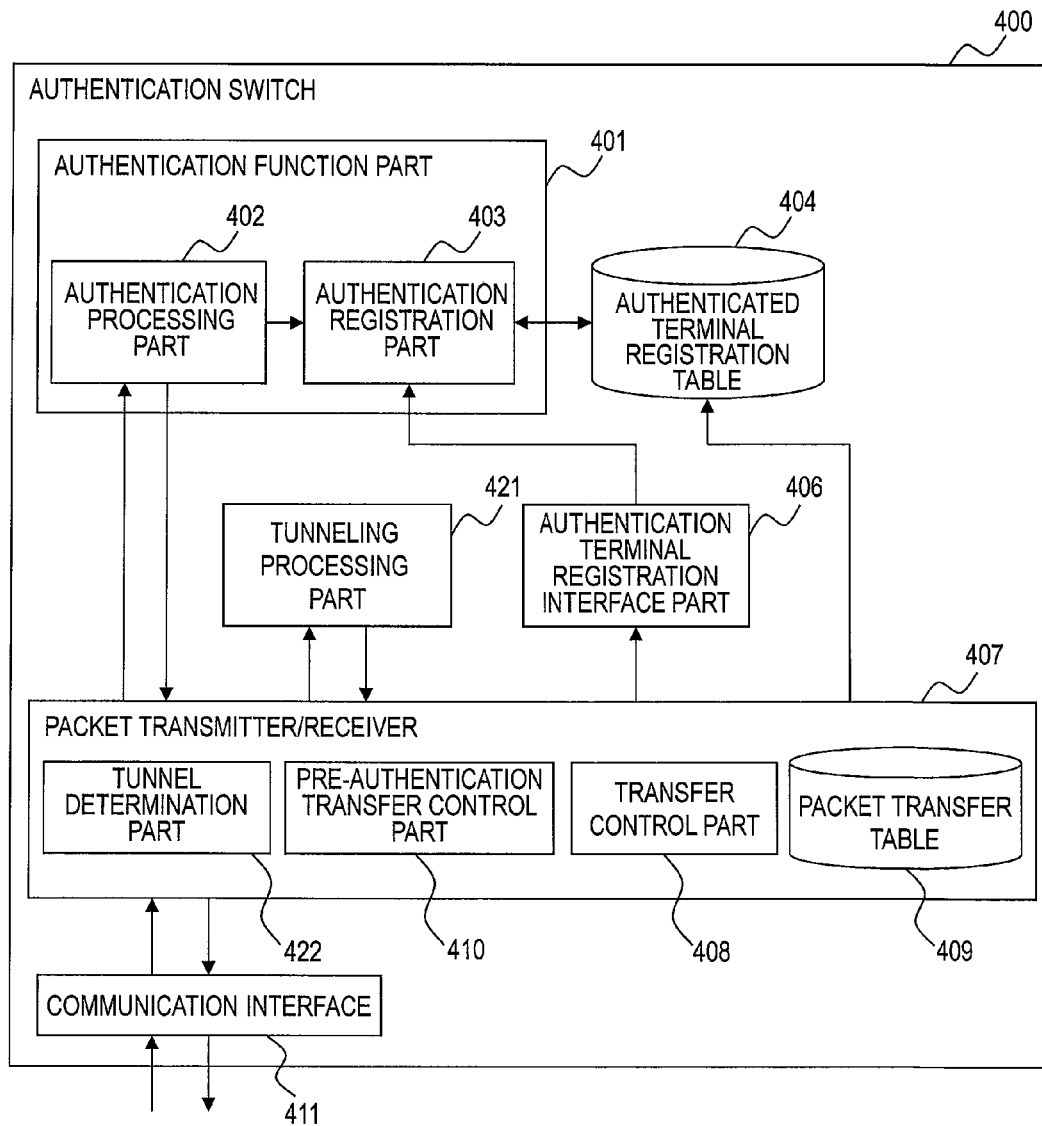 400
AUTHENTICATION SWITCH
401
AUTHENTICATION FUNCTION PART
402
403
404
AUTHENTICATION
PROCESSING
PART
AUTHENTICATION
REGISTRATION
PART
AUTHENTICATED
TERMINAL
REGISTRATION
TABLE
421
406
TUNNELING
PROCESSING
PART
AUTHENTICATION
TERMINAL
REGISTRATION
INTERFACE PART
407
PACKET TRANSMITTER/RECEIVER
TUNNEL
DETERMINATION
PART
PRE-AUTHENTICATION
TRANSFER CONTROL
PART
TRANSFER
CONTROL PART
PACKET TRANSFER
TABLE
422
410
408
409
COMMUNICATION INTERFACE
411